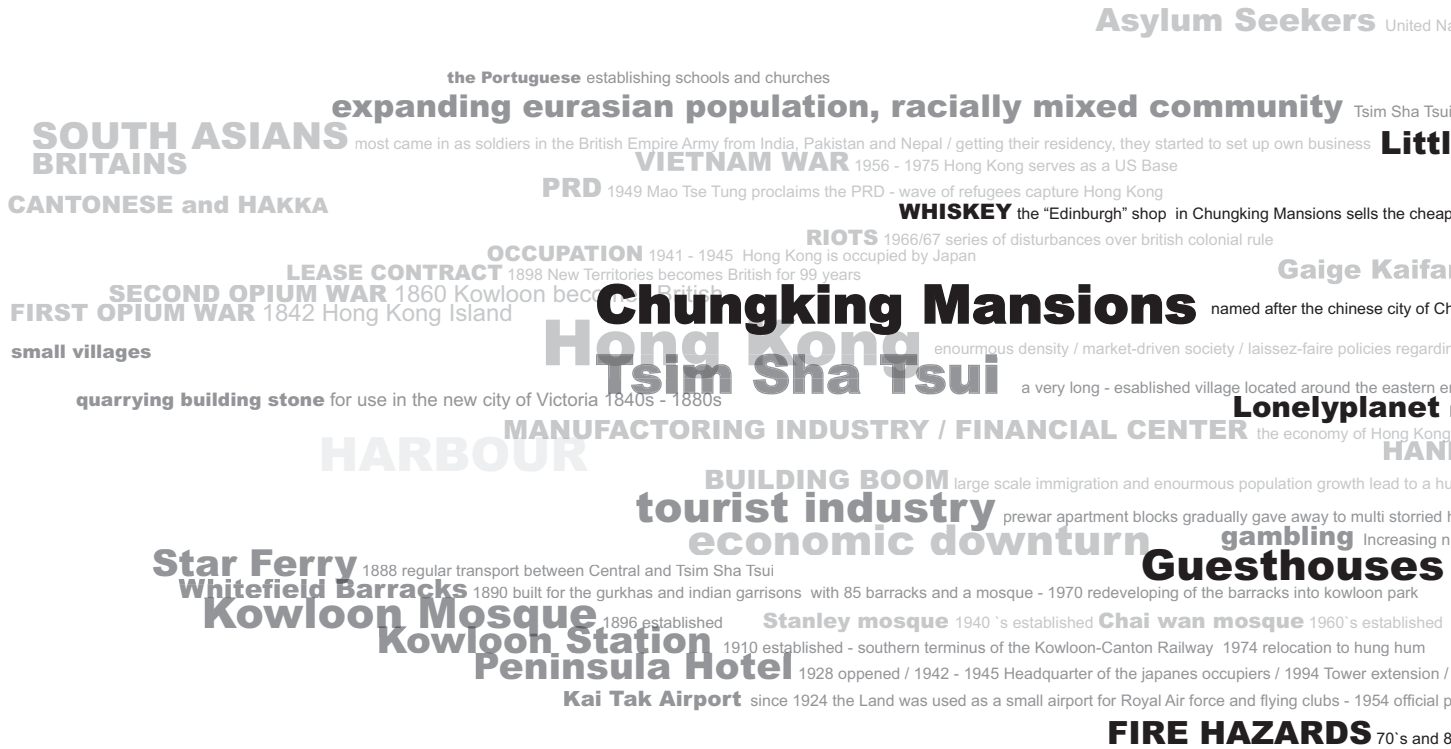 Asylum Seekers United Na
the Portuguese establishing schools and churches
expanding eurasian population, racially mixed community Tsim Sha Tsui
SOUTH ASIANS most came in as soldiers in the British Empire Army from India, Pakistan and Nepal / getting their residency, they started to set up own business Littl
BRITAINS VIETNAM WAR 1956 - 1975 Hong Kong serves as a US Base
PRD 1949 Mao Tse Tung proclaims the PRD - wave of refugees capture Hong Kong
CANTONESE and HAKKA
WHISKEY the “Edinburgh” shop in Chungking Mansions sells the cheap
RIOTS 1966/67 series of disturbances over british colonial rule
OCCUPATION 1941 - 1945 Hong Kong is occupied by Japan
LEASE CONTRACT 1898 New Territories becomes British for 99 years
Gaige Kaifa
SECOND OPIUM WAR 1860 Kowloon becomes British
FIRST OPIUM WAR 1842 Hong Kong Island
Chungking Mansions named after the chinese city of Ch
Hong Kong enourmous density / market-driven society / laissez-faire policies regardin
small villages
Tsim Sha Tsui a very long - esablished village located around the eastern e
quarrying building stone for use in the new city of Victoria 1840s - 1880s
Lonelyplanet
MANUFACTORING INDUSTRY / FINANCIAL CENTER the economy of Hong Kong
HARBOUR
HAN
BUILDING BOOM large scale immigration and enourmous population growth lead to a hu
tourist industry prewar apartment blocks gradually gave away to multi storried h
economic downturn
gambling Increasing n
Guesthouses
Star Ferry 1888 regular transport between Central and Tsim Sha Tsui
Whitefield Barracks 1890 built for the gurkhas and indian garrisons with 85 barracks and a mosque - 1970 redeveloping of the barracks into kowloon park
Kowloon Mosque 1896 established Stanley mosque 1940 `s established Chai wan mosque 1960`s established
Kowlooh Station 1910 established - southern terminus of the Kowloon-Canton Railway 1974 relocation to hung hum
Peninsula Hotel 1928 oppened / 1942 - 1945 Headquarter of the japanes occupiers / 1994 Tower extension /
Kai Tak Airport since 1924 the Land was used as a small airport for Royal Air force and flying clubs - 1954 official p
FIRE HAZARDS 70`s and 8